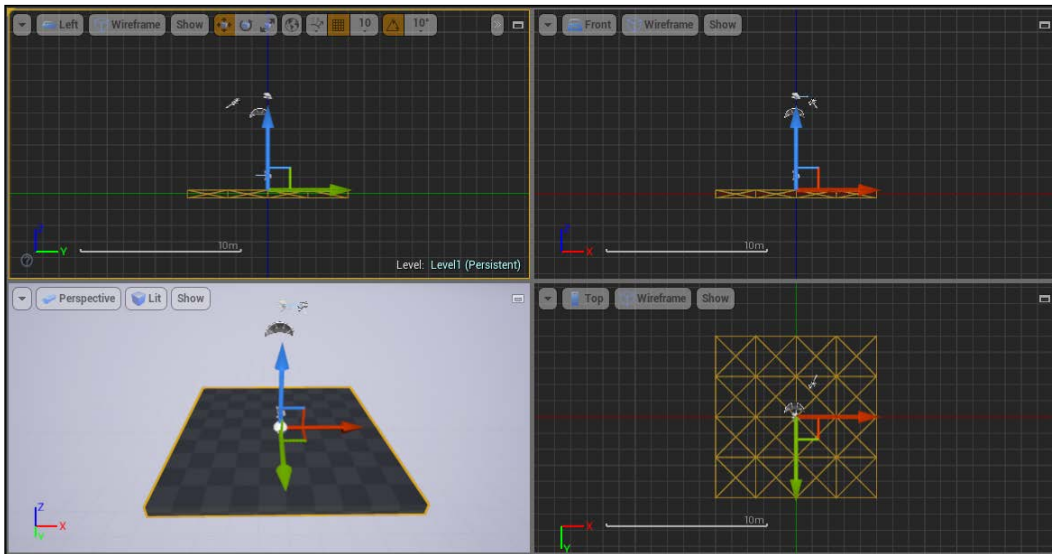 Left Wireframe Show 10 10°
Z
Y
10m
Level: Level1 (Persistent)
Front Wireframe Show
Z
X
10m
Perspective Lit Show
Z
X
Y
Top Wireframe Show
X
Y
10m